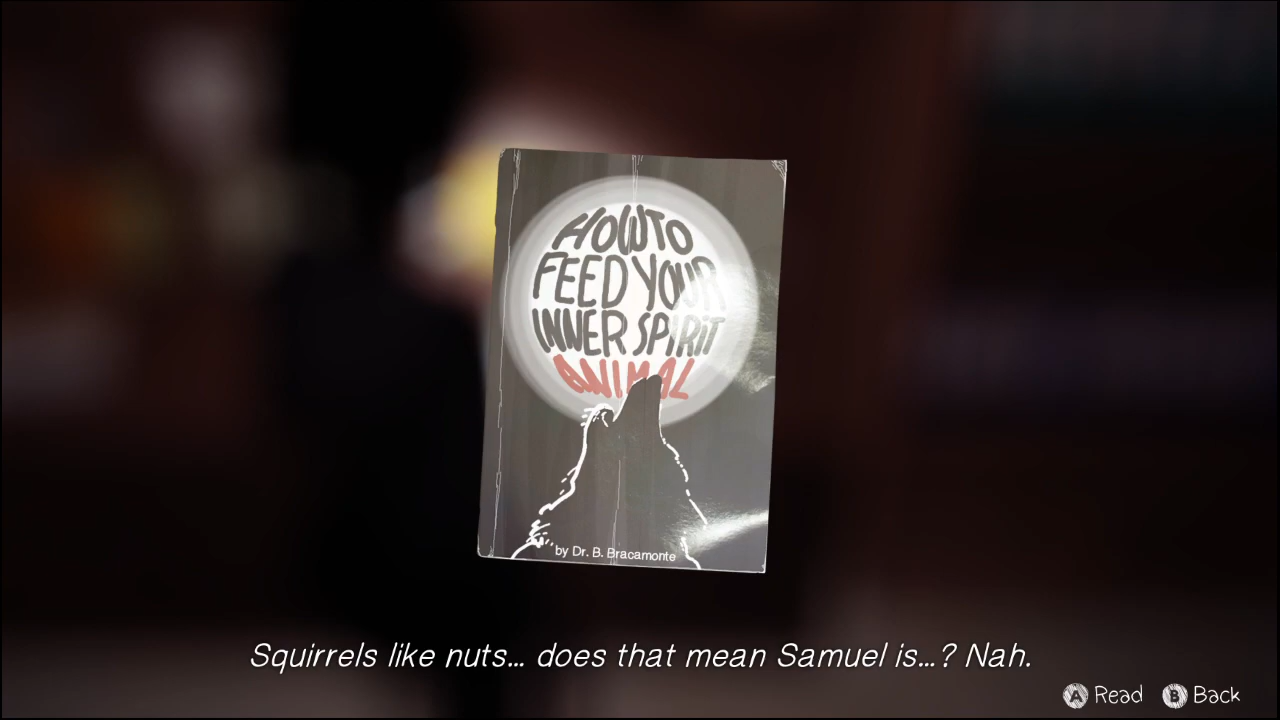 HOW TO
FEED YOUR
INNER SPIRIT
ANIMAL
by Dr. B. Bracamonte
Squirrels like nuts... does that mean Samuel is...? Nah.
A Read B Back